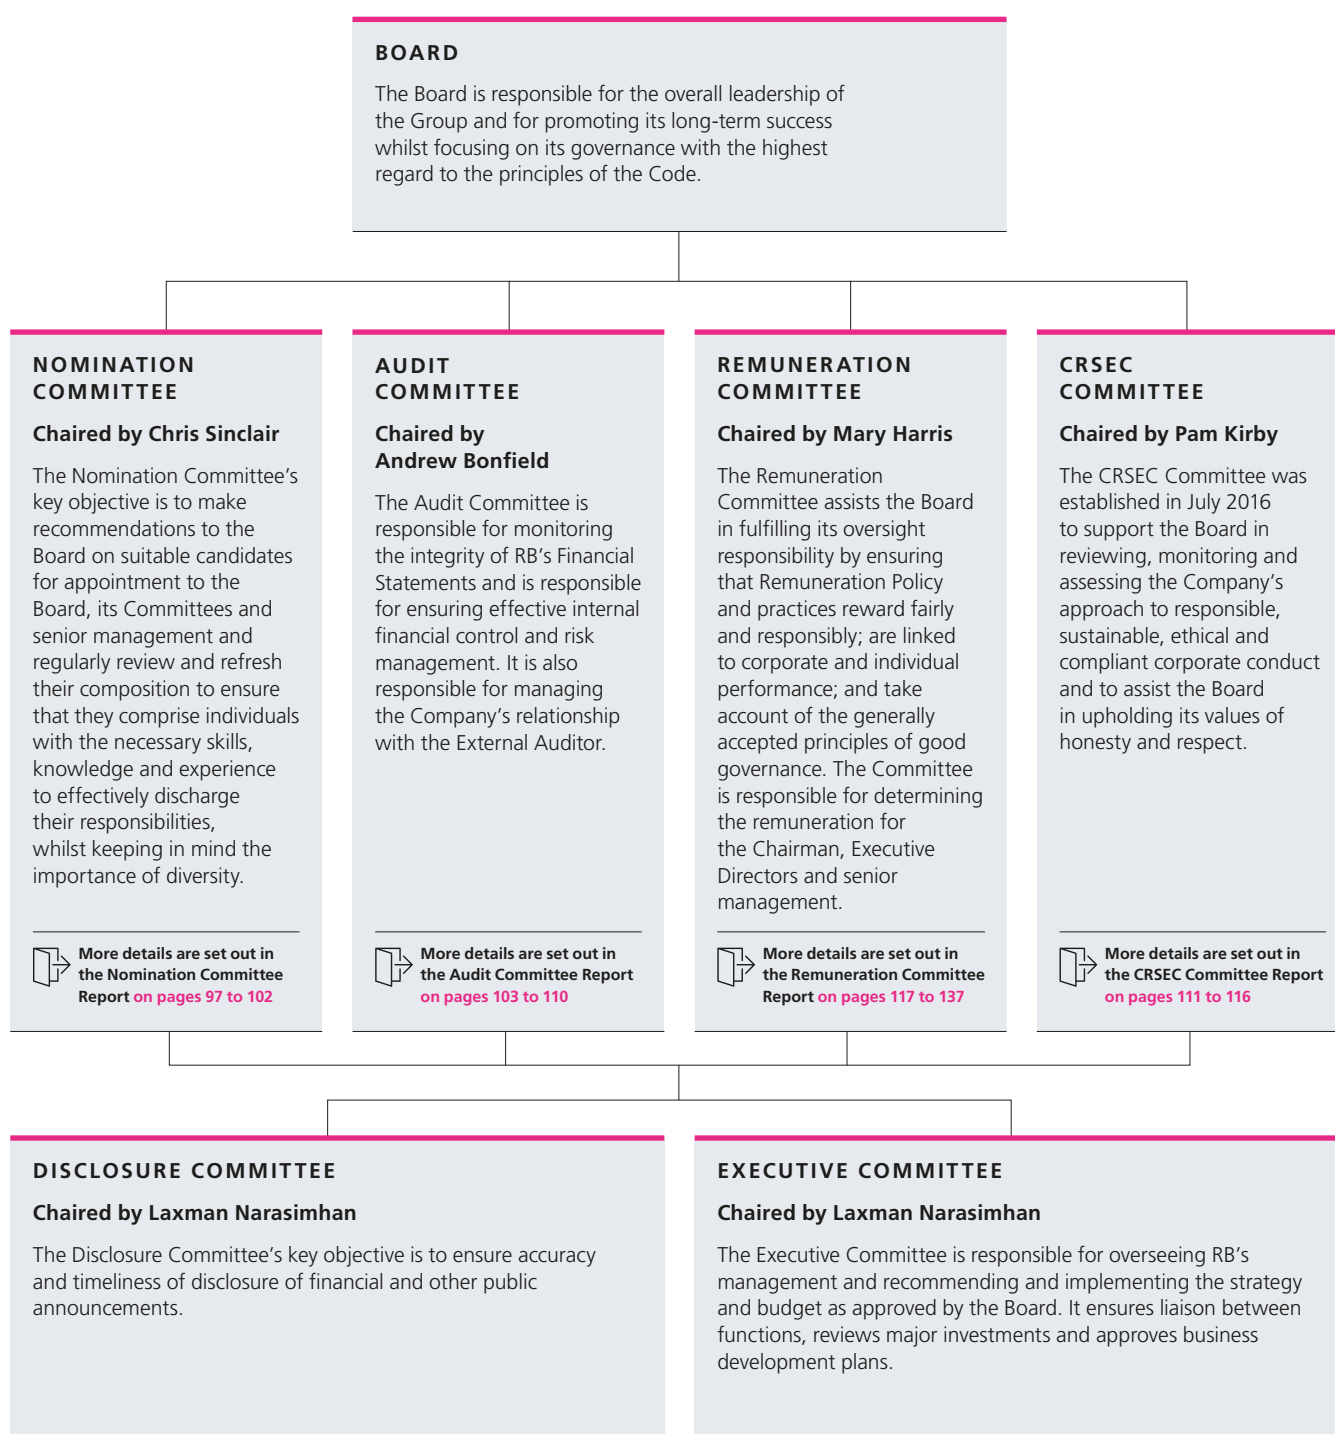 BOARD
The Board is responsible for the overall leadership of
the Group and for promoting its long-term success
whilst focusing on its governance with the highest
regard to the principles of the Code.
NOMINATION
COMMITTEE
Chaired by Chris Sinclair
The Nomination Committee's
key objective is to make
recommendations to the
Board on suitable candidates
for appointment to the
Board, its Committees and
senior management and
regularly review and refresh
their composition to ensure
that they comprise individuals
with the necessary skills,
knowledge and experience
to effectively discharge
their responsibilities,
whilst keeping in mind the
importance of diversity.
More details are set out in
the Nomination Committee
Report on pages 97 to 102
AUDIT
COMMITTEE
Chaired by
Andrew Bonfield
The Audit Committee is
responsible for monitoring
the integrity of RB's Financial
Statements and is responsible
for ensuring effective internal
financial control and risk
management. It is also
responsible for managing
the Company's relationship
with the External Auditor.
More details are set out in
the Audit Committee Report
on pages 103 to 110
REMUNERATION
COMMITTEE
Chaired by Mary Harris
The Remuneration
Committee assists the Board
in fulfilling its oversight
responsibility by ensuring
that Remuneration Policy
and practices reward fairly
and responsibly; are linked
to corporate and individual
performance; and take
account of the generally
accepted principles of good
governance. The Committee
is responsible for determining
the remuneration for
the Chairman, Executive
Directors and senior
management.
More details are set out in
the Remuneration Committee
Report on pages 117 to 137
CRSEC
COMMITTEE
Chaired by Pam Kirby
The CRSEC Committee was
established in July 2016
to support the Board in
reviewing, monitoring and
assessing the Company's
approach to responsible,
sustainable, ethical and
compliant corporate conduct
and to assist the Board
in upholding its values of
honesty and respect.
More details are set out in
the CRSEC Committee Report
on pages 111 to 116
DISCLOSURE COMMITTEE
Chaired by Laxman Narasimhan
The Disclosure Committee's key objective is to ensure accuracy
and timeliness of disclosure of financial and other public
announcements.
EXECUTIVE COMMITTEE
Chaired by Laxman Narasimhan
The Executive Committee is responsible for overseeing RB's
management and recommending and implementing the strategy
and budget as approved by the Board. It ensures liaison between
functions, reviews major investments and approves business
development plans.